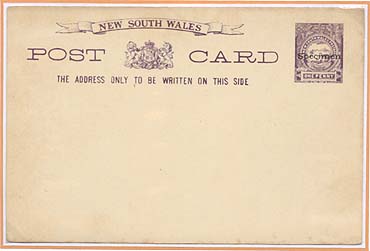 NEW SOUTH WALES
POST CARD
THE ADDRESS ONLY TO BE WRITTEN ON THIS SIDE
Specimen
ONE PENNY